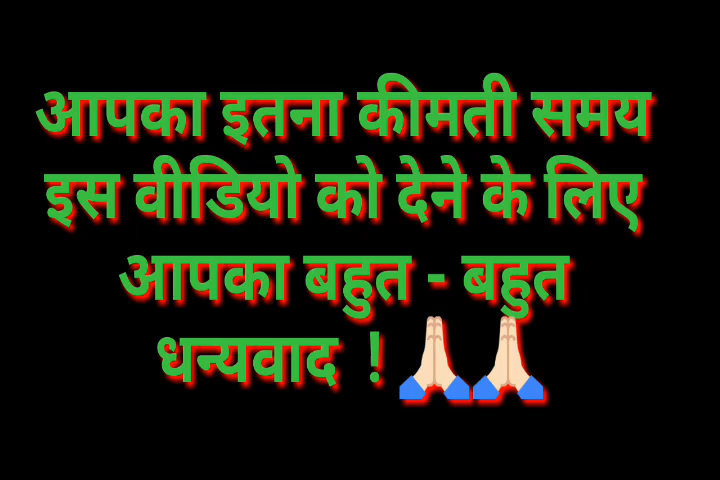 आपका इतना कीमती समय
इस वीडियो को देने के लिए
आपका बहुत - बहुत
धन्यवाद ! 🙏🏻🙏🏻